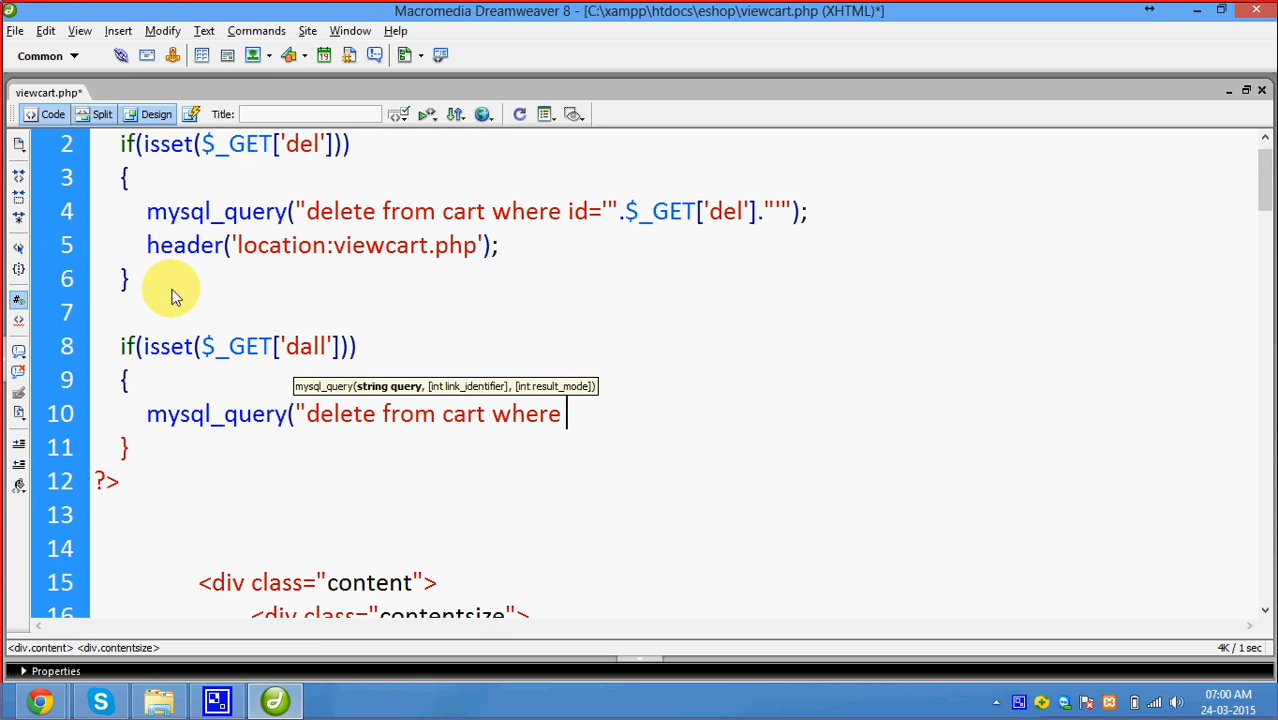 Macromedia Dreamweaver 8 - [C:\xampp\htdocs\eshop\viewcart.php (XHTML)*]
File Edit View Insert Modify Text Commands Site Window Help
Common
viewcart.php*
Code Split Design Title:
2 if(isset($_GET['del']))
3 {
4 mysql_query("delete from cart where id='".$_GET['del']."'");
5 header('location:viewcart.php');
6 }
7
8 if(isset($_GET['dall']))
9 {
mysql_query(string query, [int link_identifier], [int result_mode])
10 mysql_query("delete from cart where
11 }
12 ?>
13
14
15 <div class="content">
16 <div class="contentsize">
<div.content> <div.contentsize> 4K / 1 sec
Properties
07:00 AM
24-03-2015